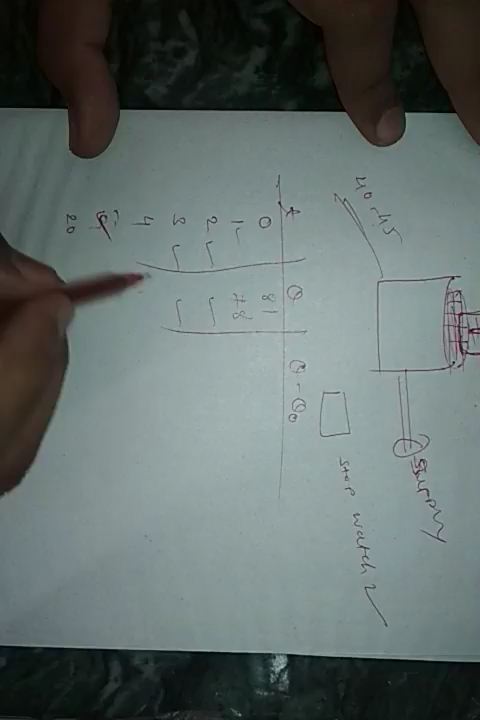 40-45
supply
stop watch
t θ θ - θ₀
0 81
1 78
2 ✓ ✓
3 ✓ ✓
4
20